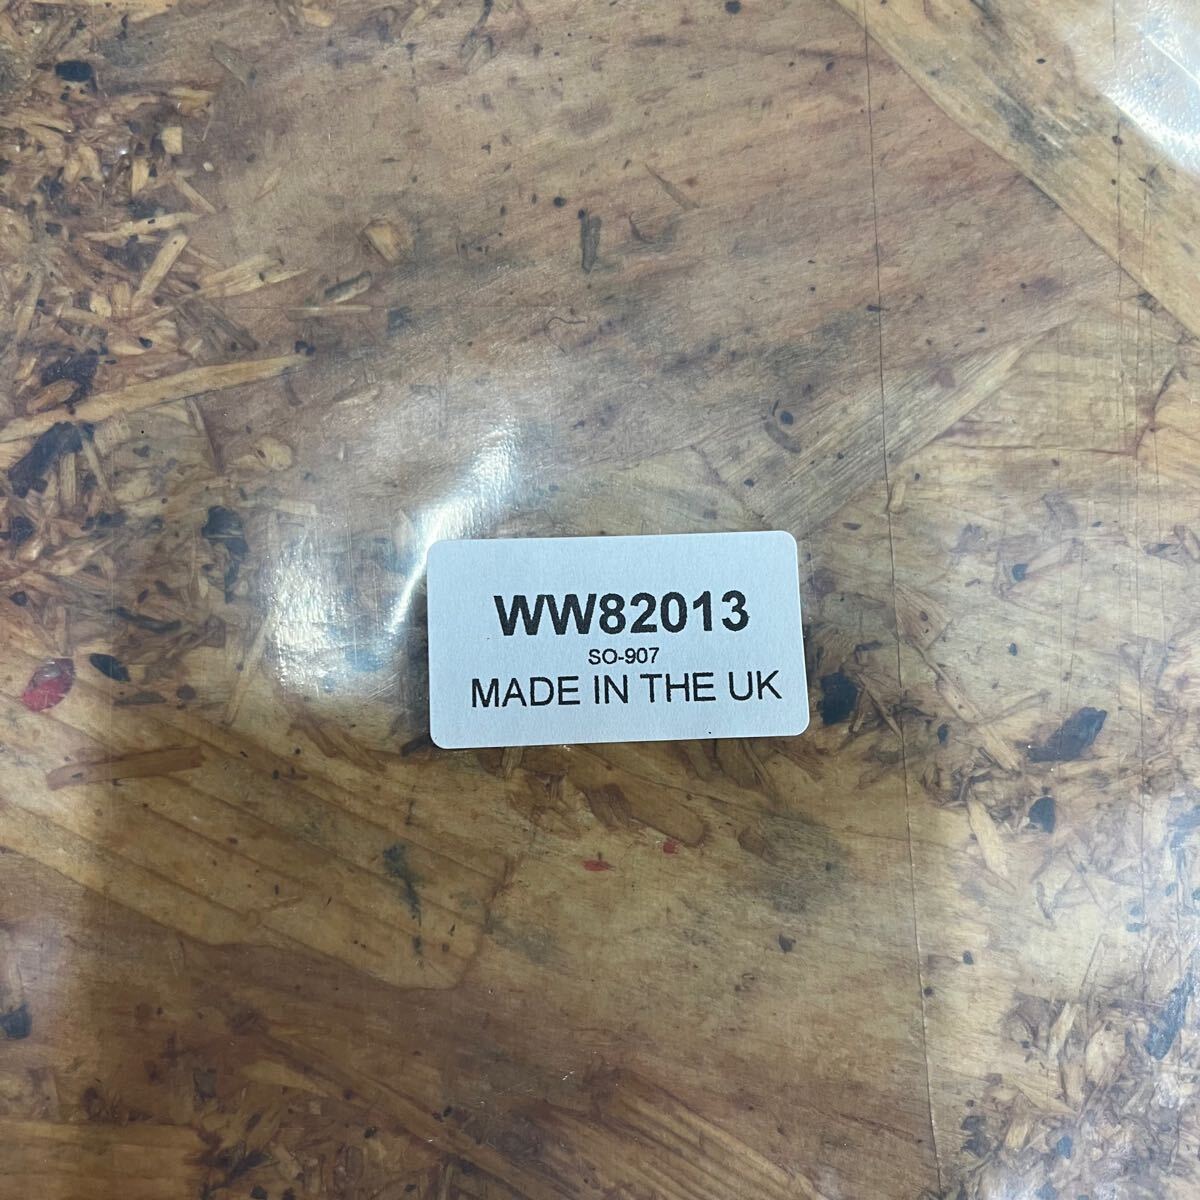 WW82013
SO-907
MADE IN THE UK